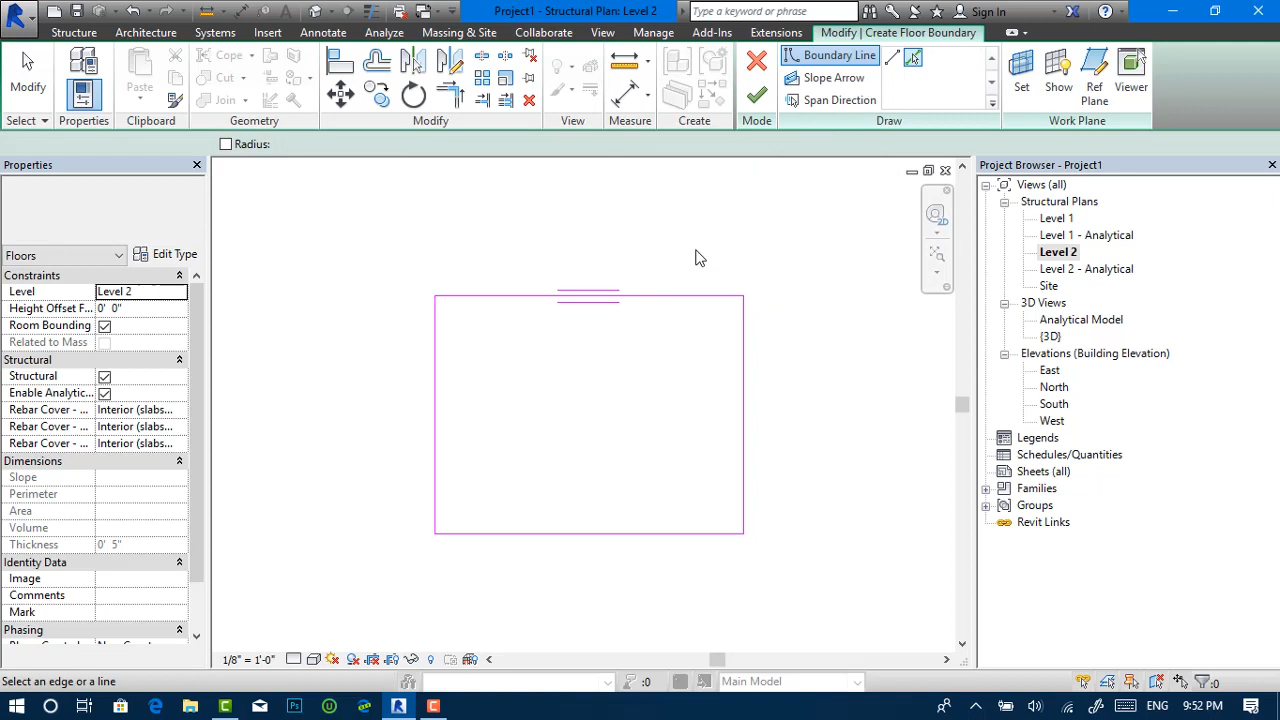 Project1 - Structural Plan: Level 2
Type a keyword or phrase
Sign In
Structure
Architecture
Systems
Insert
Annotate
Analyze
Massing & Site
Collaborate
View
Manage
Add-Ins
Extensions
Modify | Create Floor Boundary
Modify
Paste
Cope
Cut
Join
Boundary Line
Slope Arrow
Span Direction
Set
Show
Ref Plane
Viewer
Select
Properties
Clipboard
Geometry
Modify
View
Measure
Create
Mode
Draw
Work Plane
Radius:
Properties
Floors
Edit Type
Constraints
Level Level 2
Height Offset F... 0' 0"
Room Bounding
Related to Mass
Structural
Structural
Enable Analytic...
Rebar Cover - ... Interior (slabs...
Rebar Cover - ... Interior (slabs...
Rebar Cover - ... Interior (slabs...
Dimensions
Slope
Perimeter
Area
Volume
Thickness 0' 5"
Identity Data
Image
Comments
Mark
Phasing
2D
Project Browser - Project1
Views (all)
Structural Plans
Level 1
Level 1 - Analytical
Level 2
Level 2 - Analytical
Site
3D Views
Analytical Model
{3D}
Elevations (Building Elevation)
East
North
South
West
Legends
Schedules/Quantities
Sheets (all)
Families
Groups
Revit Links
1/8" = 1'-0"
Select an edge or a line
:0
Main Model
:0
9:52 PM